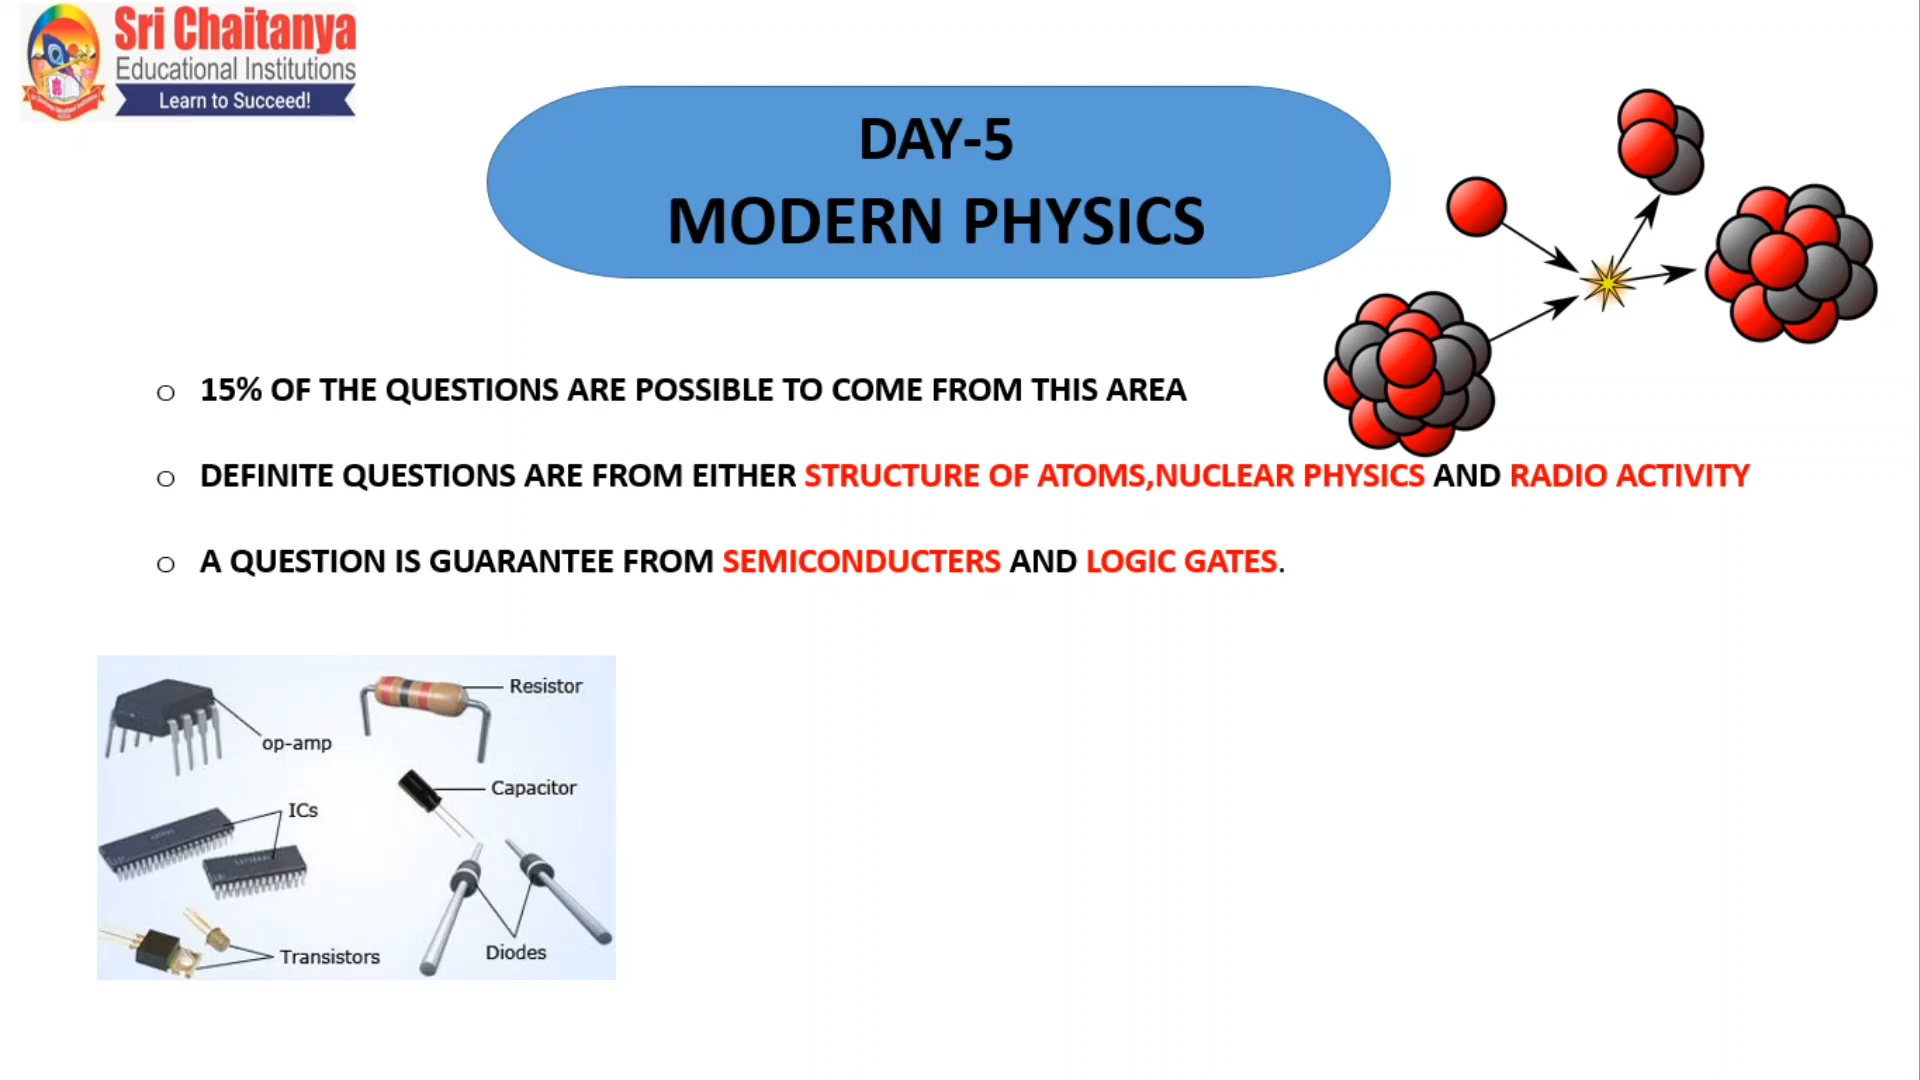 Sri Chaitanya
Educational Institutions
Learn to Succeed!
DAY-5
MODERN PHYSICS
o 15% OF THE QUESTIONS ARE POSSIBLE TO COME FROM THIS AREA
o DEFINITE QUESTIONS ARE FROM EITHER STRUCTURE OF ATOMS,NUCLEAR PHYSICS AND RADIO ACTIVITY
o A QUESTION IS GUARANTEE FROM SEMICONDUCTERS AND LOGIC GATES.
Resistor
op-amp
Capacitor
ICs
Diodes
Transistors